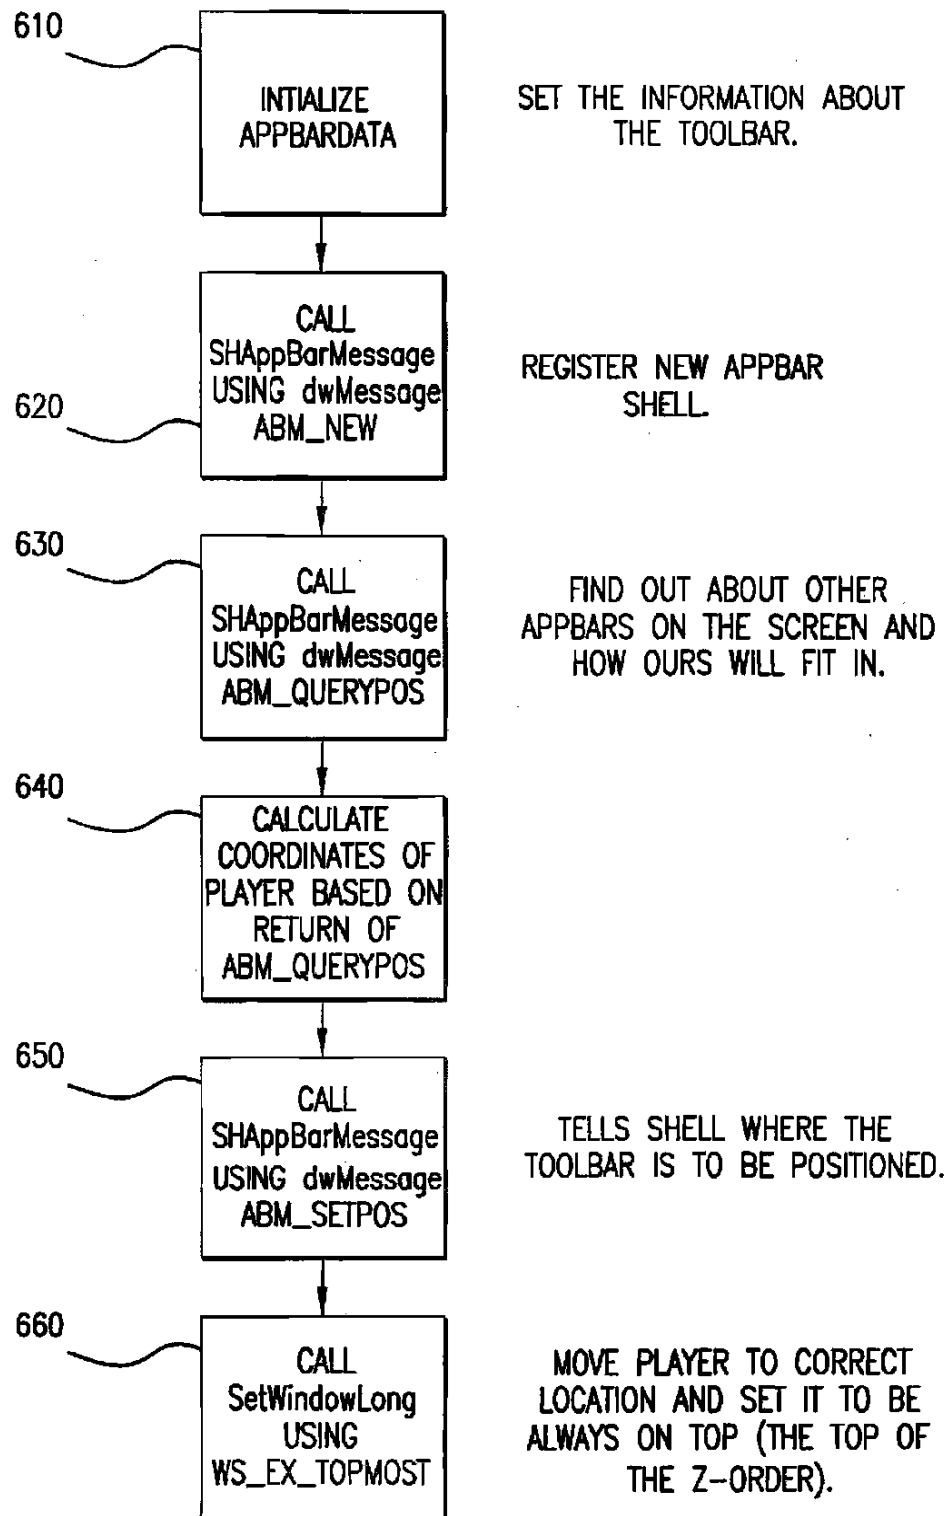 610
INTIALIZE
APPBARDATA
SET THE INFORMATION ABOUT
THE TOOLBAR.
620
CALL
SHAppBarMessage
USING dwMessage
ABM_NEW
REGISTER NEW APPBAR
SHELL.
630
CALL
SHAppBarMessage
USING dwMessage
ABM_QUERYPOS
FIND OUT ABOUT OTHER
APPBARS ON THE SCREEN AND
HOW OURS WILL FIT IN.
640
CALCULATE
COORDINATES OF
PLAYER BASED ON
RETURN OF
ABM_QUERYPOS
650
CALL
SHAppBarMessage
USING dwMessage
ABM_SETPOS
TELLS SHELL WHERE THE
TOOLBAR IS TO BE POSITIONED.
660
CALL
SetWindowLong
USING
WS_EX_TOPMOST
MOVE PLAYER TO CORRECT
LOCATION AND SET IT TO BE
ALWAYS ON TOP (THE TOP OF
THE Z-ORDER).